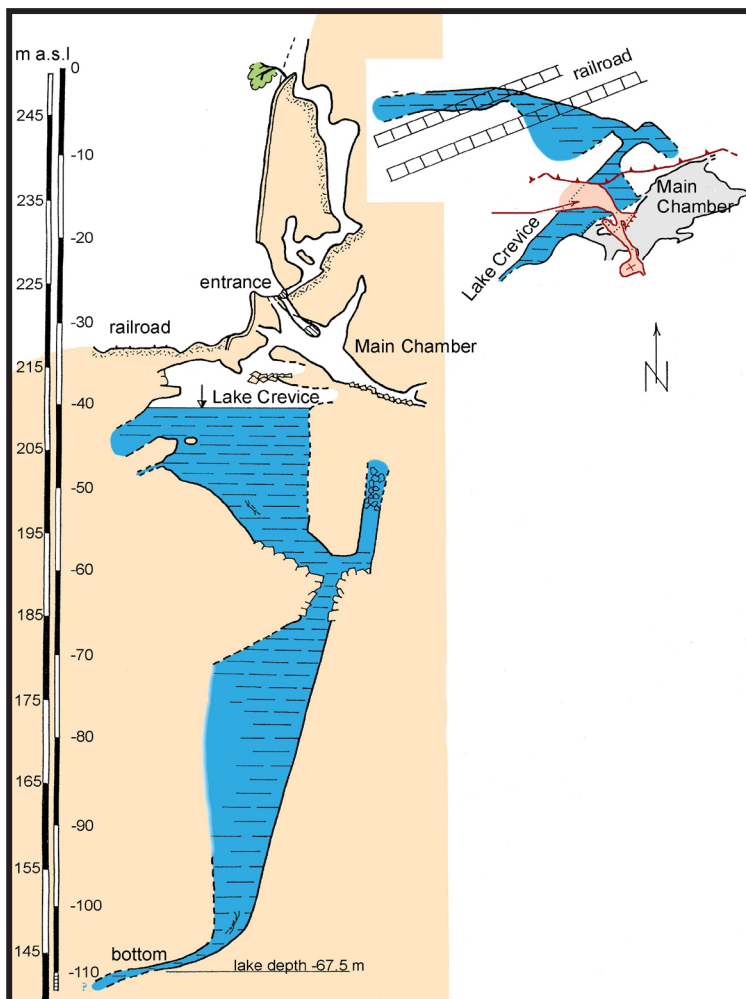 m a.s.l
0
245
-10
235
-20
225
-30
215
-40
205
-50
195
-60
185
-70
175
-80
165
-90
155
-100
145
-110
entrance
railroad
Main Chamber
Lake Crevice
bottom
lake depth -67.5 m
?
railroad
Main
Chamber
Lake Crevice
N